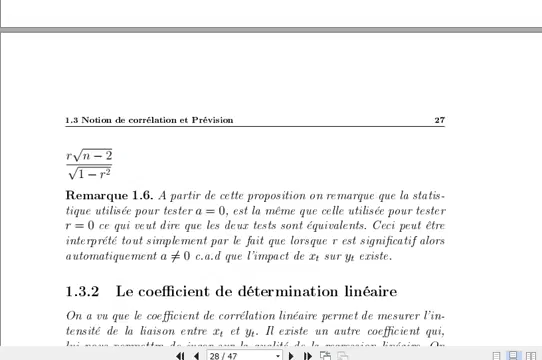 1.3 Notion de corrélation et Prévision 27
r√n − 2
√1 − r²
Remarque 1.6. A partir de cette proposition on remarque que la statis-
tique utilisée pour tester a = 0, est la même que celle utilisée pour tester
r = 0 ce qui veut dire que les deux tests sont équivalents. Ceci peut être
interprété tout simplement par le fait que lorsque r est significatif alors
automatiquement a ≠ 0 c.a.d que l'impact de xₜ sur yₜ existe.
1.3.2 Le coefficient de détermination linéaire
On a vu que le coefficient de corrélation linéaire permet de mesurer l'in-
tensité de la liaison entre xₜ et yₜ. Il existe un autre coefficient qui,
28 / 47